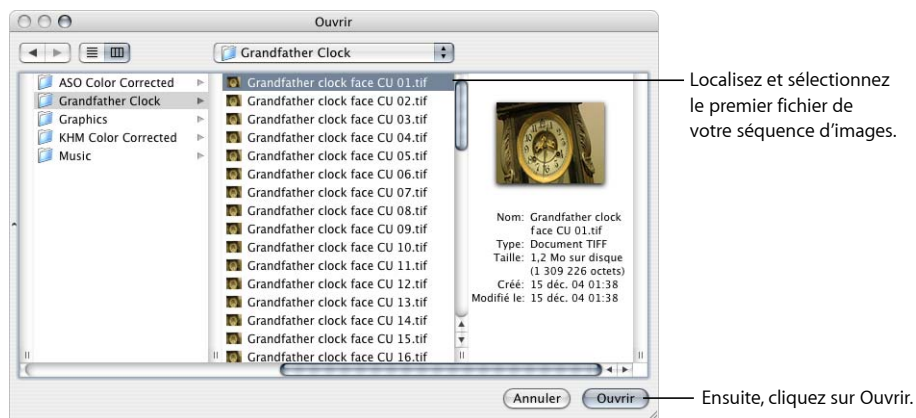 Ouvrir
Grandfather Clock
ASO Color Corrected
Grandfather Clock
Graphics
KHM Color Corrected
Music
Grandfather clock face CU 01.tif
Grandfather clock face CU 02.tif
Grandfather clock face CU 03.tif
Grandfather clock face CU 04.tif
Grandfather clock face CU 05.tif
Grandfather clock face CU 06.tif
Grandfather clock face CU 07.tif
Grandfather clock face CU 08.tif
Grandfather clock face CU 09.tif
Grandfather clock face CU 10.tif
Grandfather clock face CU 11.tif
Grandfather clock face CU 12.tif
Grandfather clock face CU 13.tif
Grandfather clock face CU 14.tif
Grandfather clock face CU 15.tif
Grandfather clock face CU 16.tif
Nom: Grandfather clock
face CU 01.tif
Type: Document TIFF
Taille: 1,2 Mo sur disque
(1 309 226 octets)
Créé: 15 déc. 04 01:38
Modifié le: 15 déc. 04 01:38
Annuler
Ouvrir
Localisez et sélectionnez
le premier fichier de
votre séquence d’images.
Ensuite, cliquez sur Ouvrir.